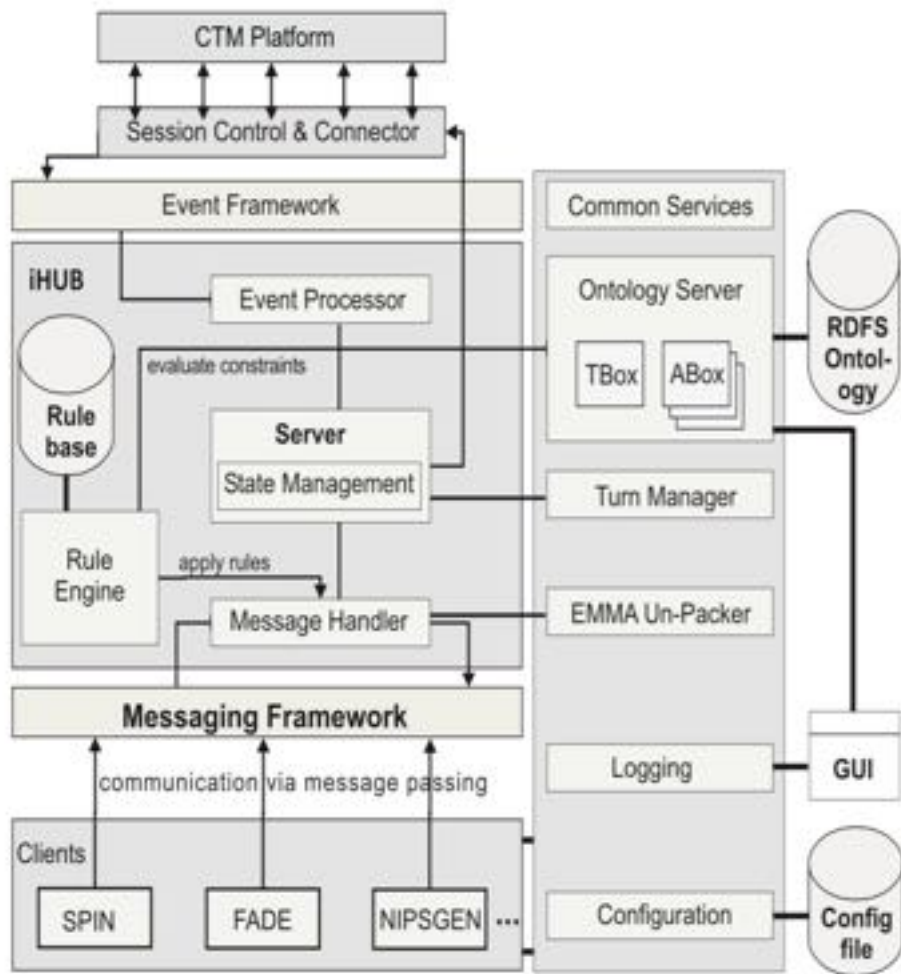 CTM Platform
Session Control & Connector
Event Framework
Common Services
iHUB
Event Processor
Ontology Server
RDFS
Ontol-
ogy
evaluate constraints
TBox
ABox
Rule
base
Server
State Management
Turn Manager
Rule
Engine
apply rules
Message Handler
EMMA Un-Packer
Messaging Framework
communication via message passing
Logging
GUI
Clients
SPIN
FADE
NIPSGEN
...
Configuration
Config
file